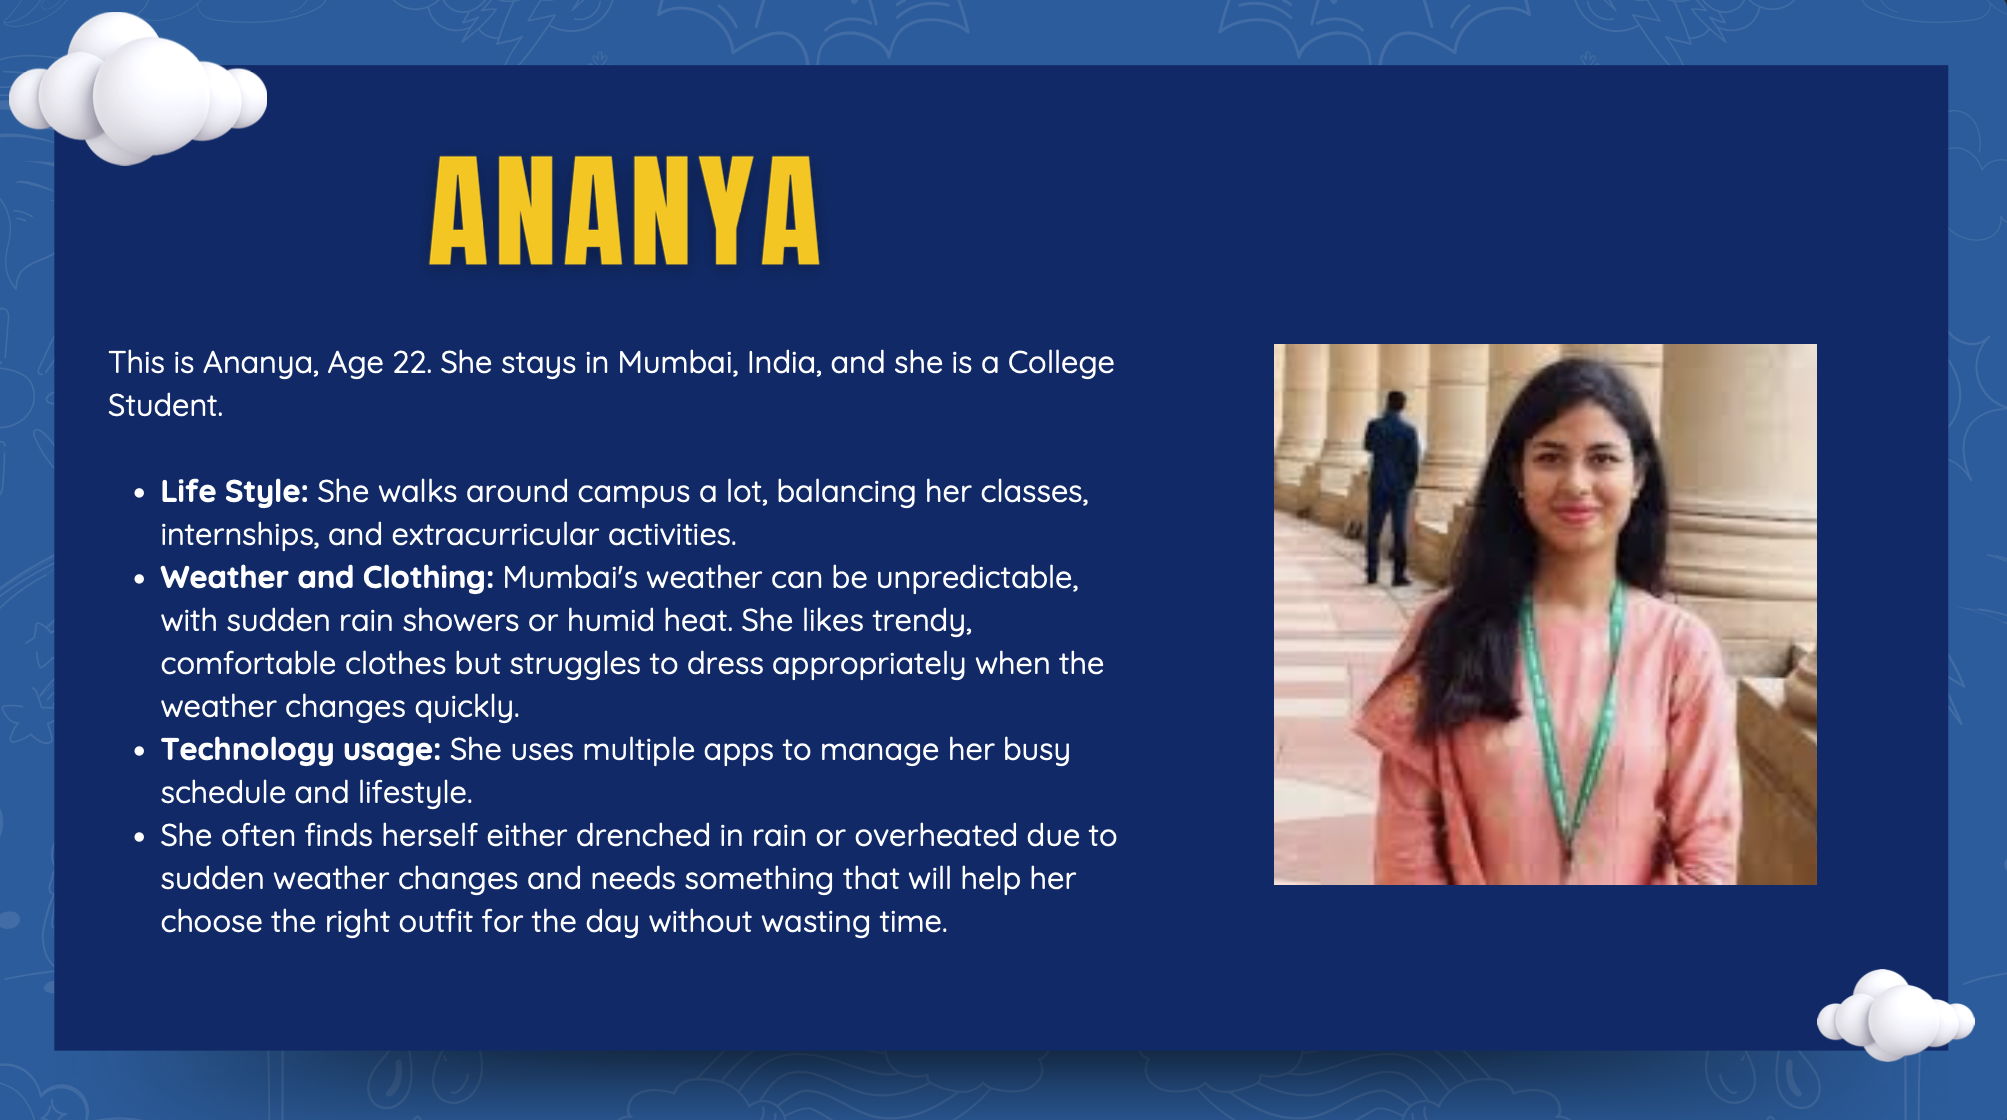 ANANYA
This is Ananya, Age 22. She stays in Mumbai, India, and she is a College
Student.
• Life Style: She walks around campus a lot, balancing her classes,
internships, and extracurricular activities.
• Weather and Clothing: Mumbai's weather can be unpredictable,
with sudden rain showers or humid heat. She likes trendy,
comfortable clothes but struggles to dress appropriately when the
weather changes quickly.
• Technology usage: She uses multiple apps to manage her busy
schedule and lifestyle.
• She often finds herself either drenched in rain or overheated due to
sudden weather changes and needs something that will help her
choose the right outfit for the day without wasting time.